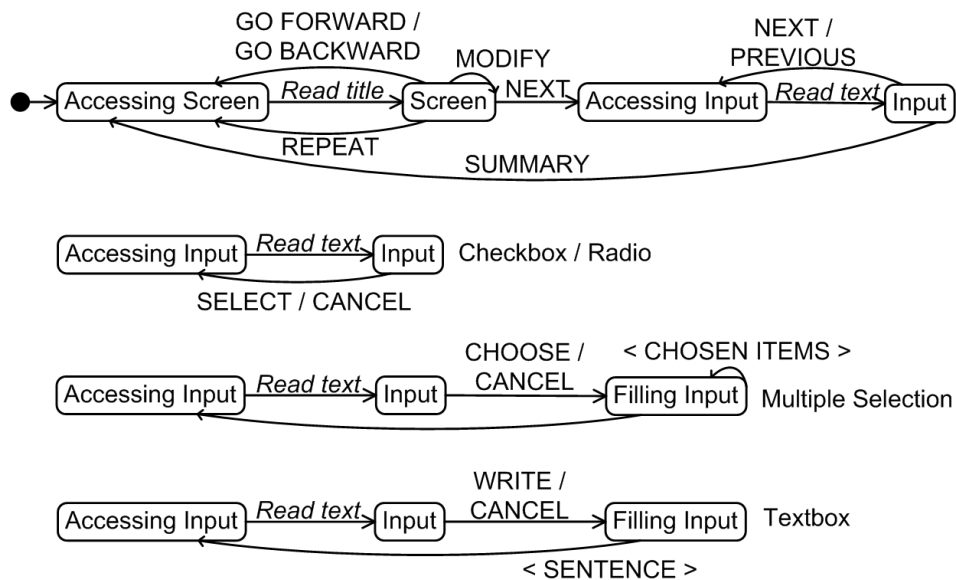 GO FORWARD /
GO BACKWARD
MODIFY
NEXT /
PREVIOUS
Accessing Screen
Read title
Screen
NEXT
Accessing Input
Read text
Input
REPEAT
SUMMARY
Accessing Input
Read text
Input
Checkbox / Radio
SELECT / CANCEL
CHOOSE /
CANCEL
< CHOSEN ITEMS >
Accessing Input
Read text
Input
Filling Input
Multiple Selection
WRITE /
CANCEL
Accessing Input
Read text
Input
Filling Input
Textbox
< SENTENCE >